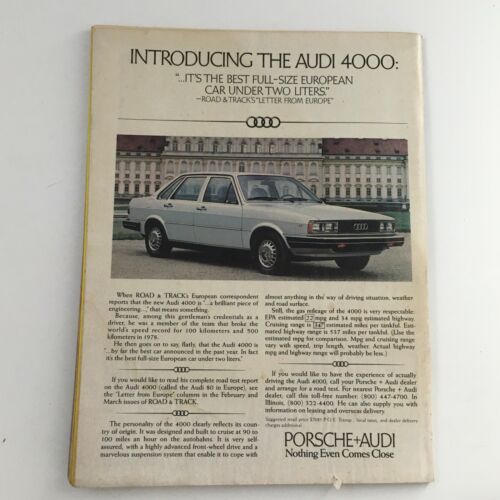 INTRODUCING THE AUDI 4000:
"...IT'S THE BEST FULL-SIZE EUROPEAN
CAR UNDER TWO LITERS."
—ROAD & TRACK'S "LETTER FROM EUROPE"
When ROAD & TRACK's European correspondent
reports that the new Audi 4000 is "...a brilliant piece of
engineering...," that means something.
Because, among this gentleman's credentials as a
driver, he was a member of the team that broke the
world's speed record for 100 kilometers and 500
kilometers in 1978.
He then goes on to say, flatly, that the Audi 4000 is
"...by far the best car announced in the past year. In fact
it's the best full-size European car under two liters."
If you would like to read his complete road test report
on the Audi 4000 (called the Audi 80 in Europe), see
the "Letter from Europe" columns in the February and
March issues of ROAD & TRACK.
The personality of the 4000 clearly reflects its coun-
try of origin. It was designed and built to cruise at 90 to
100 miles an hour on the autobahns. It is very self-
assured, with a highly advanced front-wheel drive and a
marvelous suspension system that enable it to cope with
almost anything in the way of driving situation, weather
and road surface.
Still, the gas mileage of the 4000 is very respectable:
EPA estimated mpg and 34 mpg estimated highway.
Cruising range is estimated miles per tankful. Esti-
mated highway range is 537 miles per tankful. (Use the
estimated mpg for comparison. Mpg and cruising range
vary with speed, trip length, weather. Actual highway
mpg and highway range will probably be less.)
If you would like to have the experience of actually
driving the Audi 4000, call your Porsche + Audi dealer
and arrange for a road test. For nearest Porsche + Audi
dealer, call this toll-free number: (800) 447-4700. In
Illinois, (800) 322-4400. He can also supply you with
information on leasing and overseas delivery.
Suggested retail price P.O.E. Transp., local taxes, and dealer delivery
charges additional.
PORSCHE+AUDI
Nothing Even Comes Close